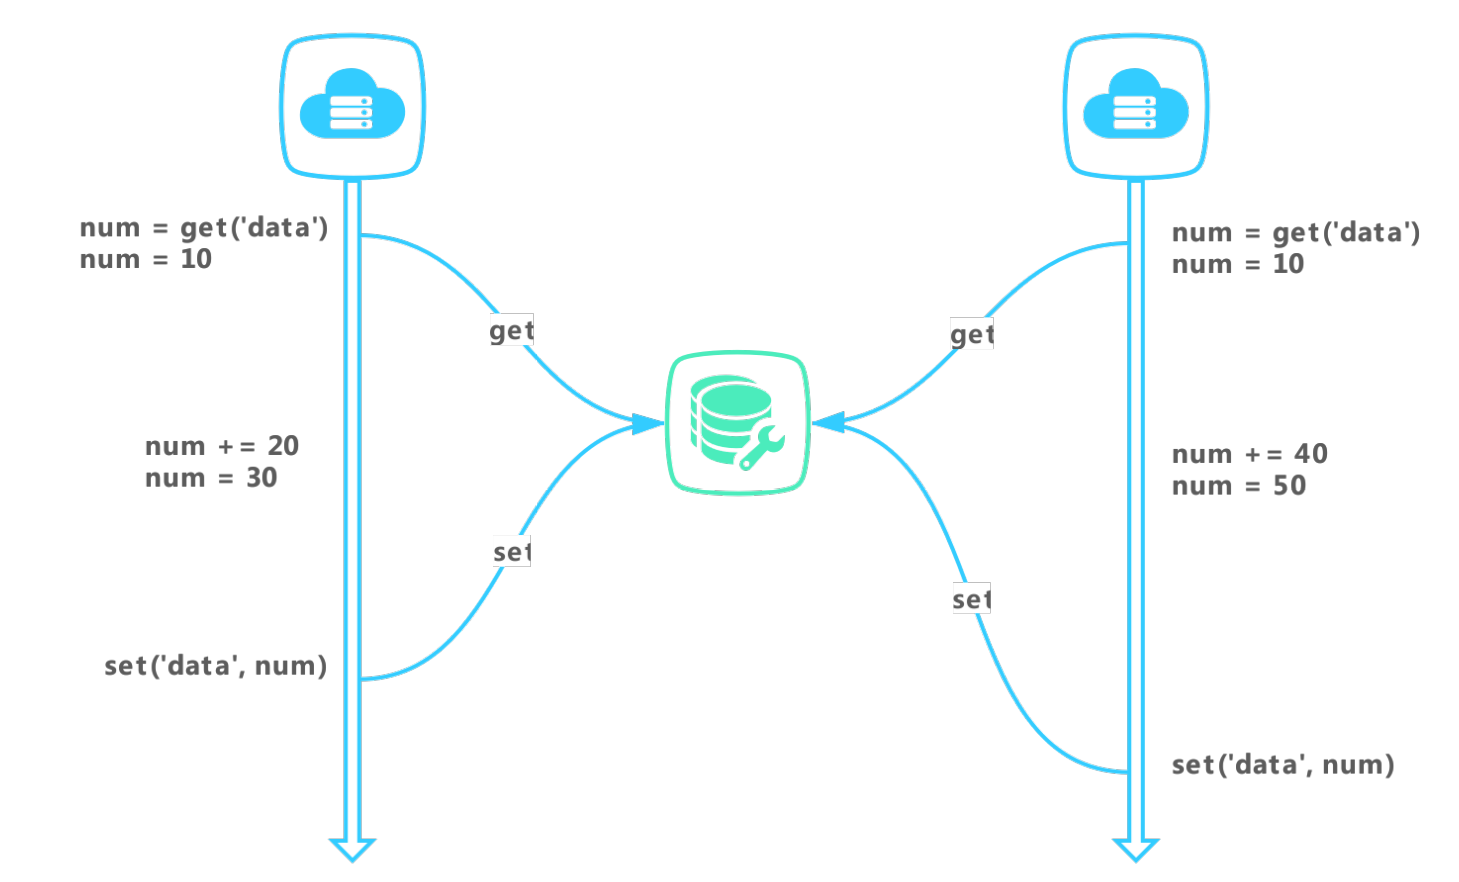 num = get('data')
num = 10
num = get('data')
num = 10
get
get
num += 20
num = 30
num += 40
num = 50
set
set
set('data', num)
set('data', num)